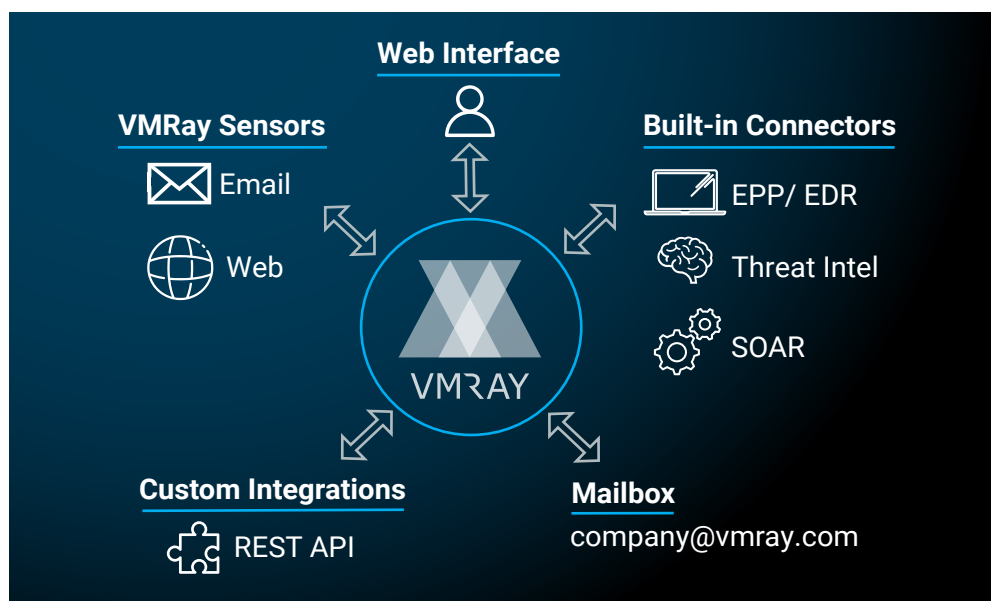 Web Interface
VMRay Sensors
Email
Web
Built-in Connectors
EPP/ EDR
Threat Intel
SOAR
VMRAY
Custom Integrations
REST API
Mailbox
company@vmray.com